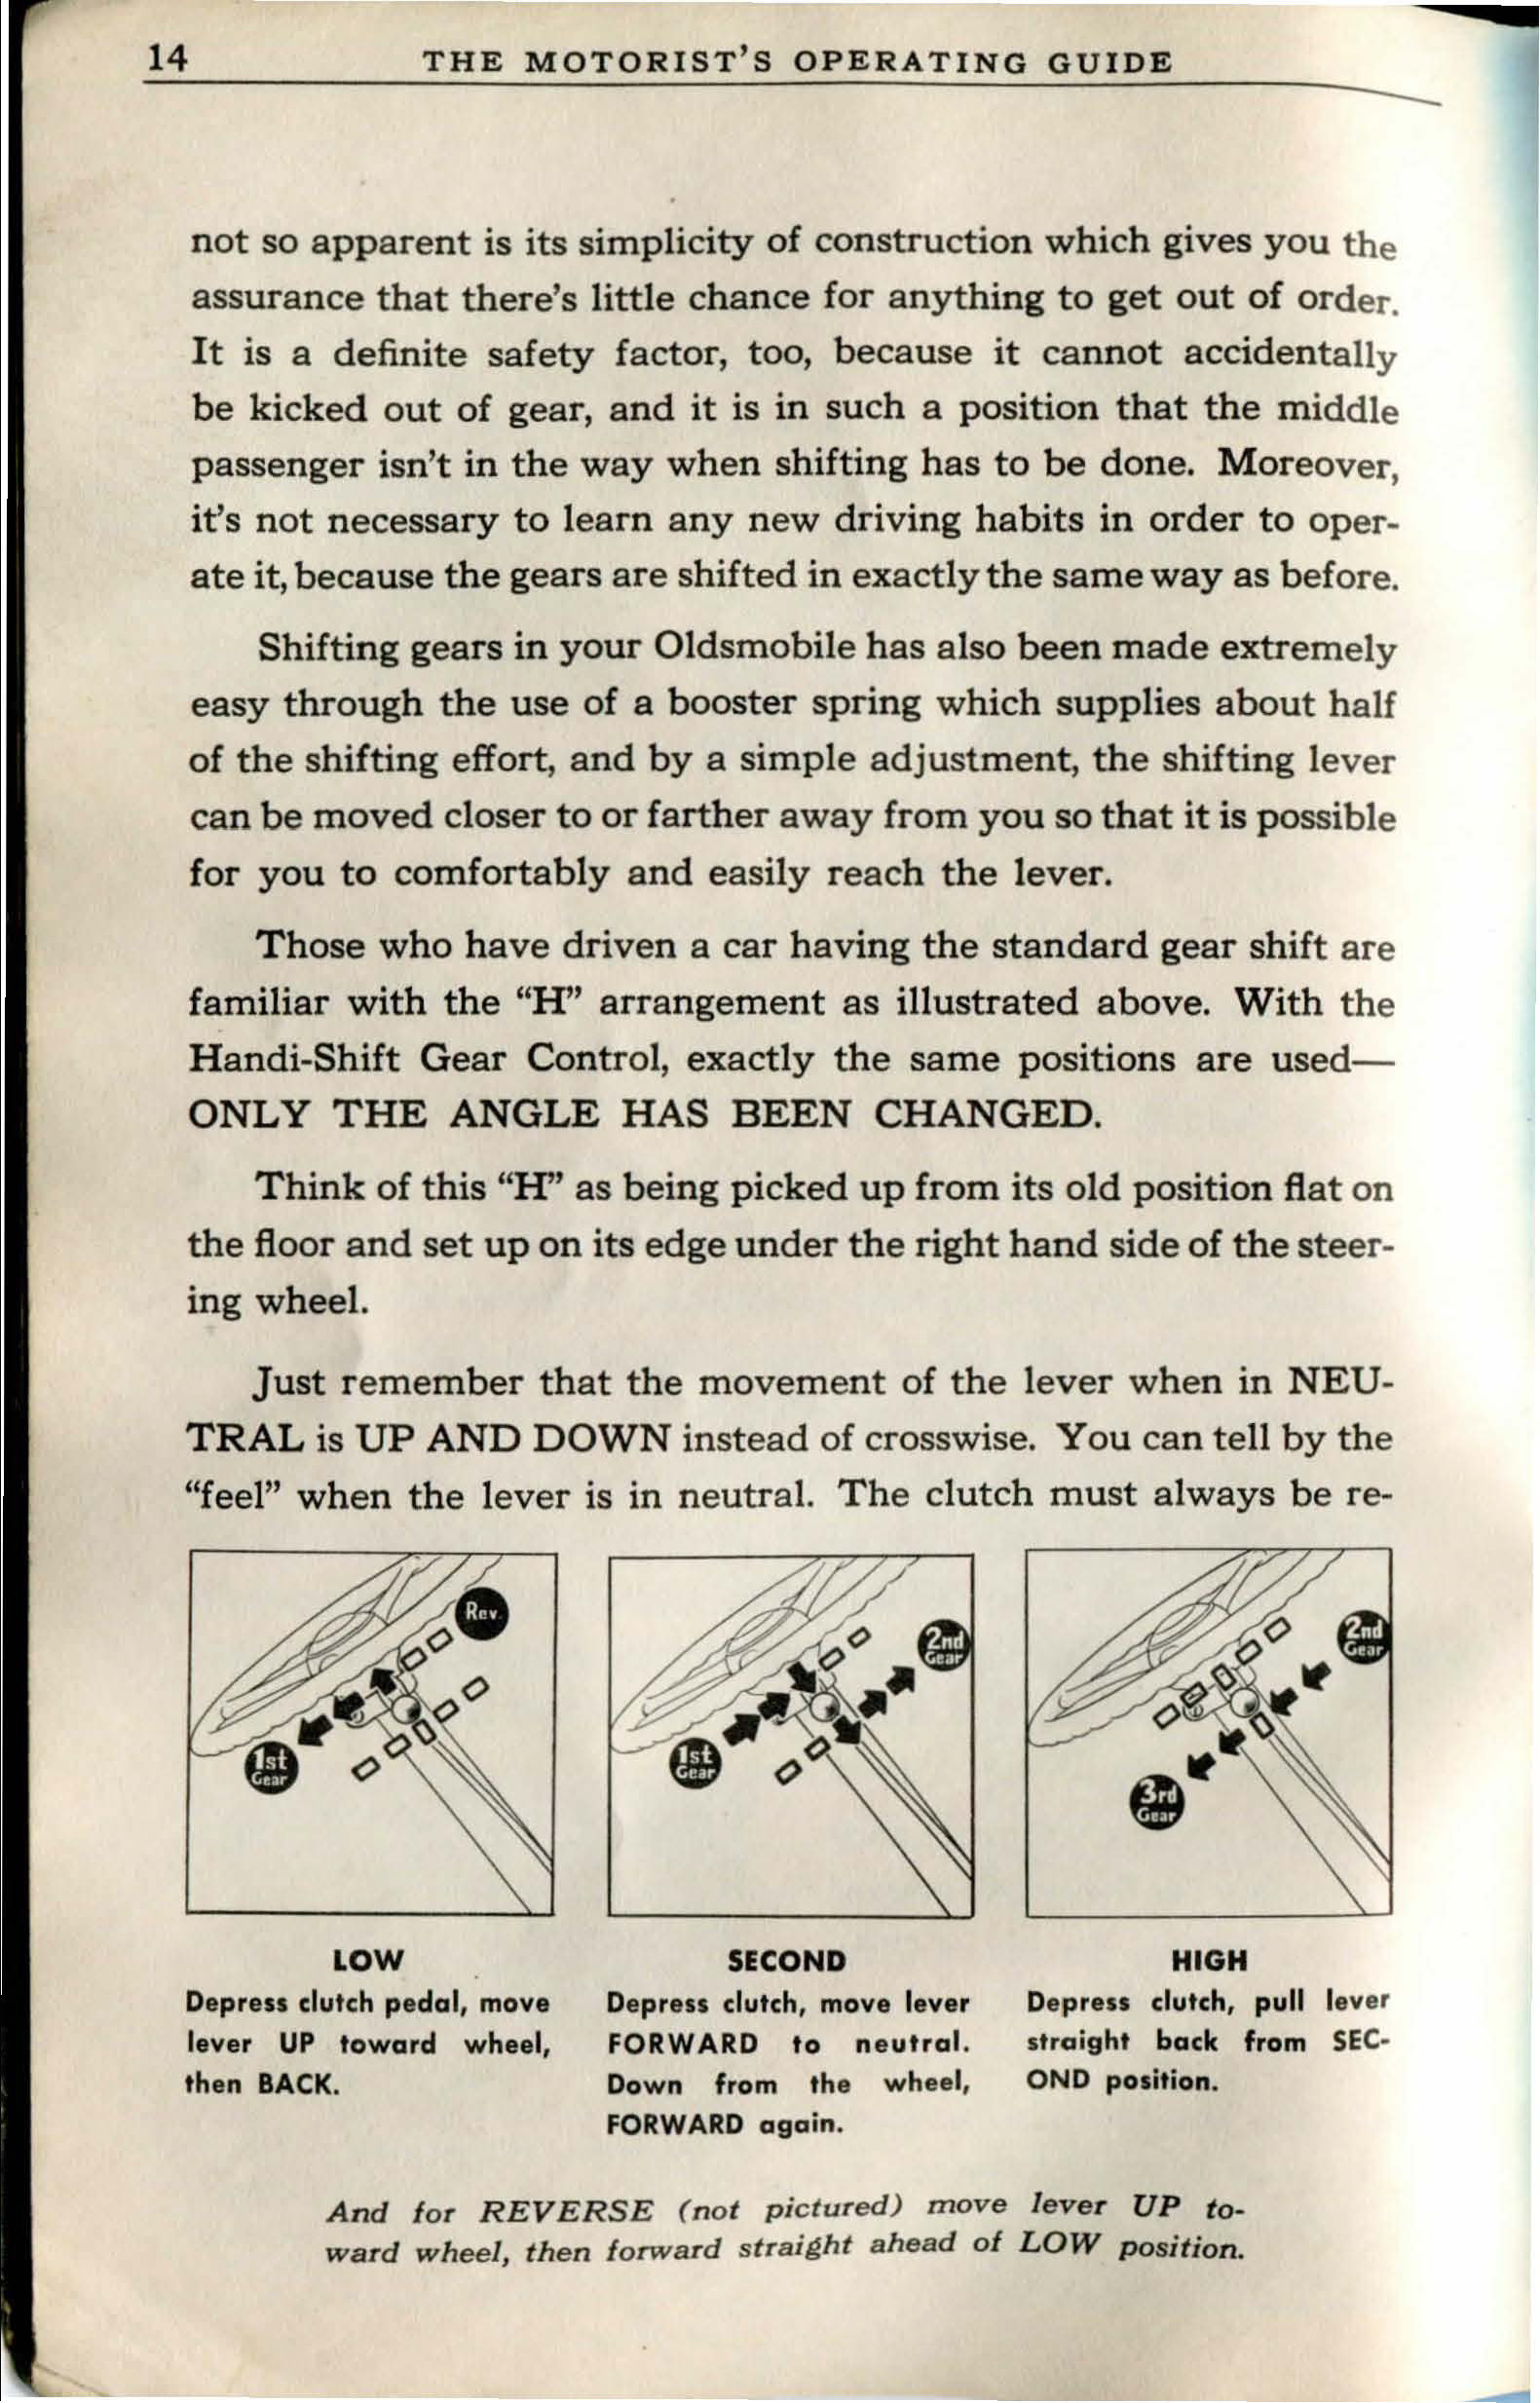 14 THE MOTORIST'S OPERATING GUIDE
not so apparent is its simplicity of construction which gives you the
assurance that there's little chance for anything to get out of order.
It is a definite safety factor, too, because it cannot accidentally
be kicked out of gear, and it is in such a position that the middle
passenger isn't in the way when shifting has to be done. Moreover,
it's not necessary to learn any new driving habits in order to oper-
ate it, because the gears are shifted in exactly the same way as before.
Shifting gears in your Oldsmobile has also been made extremely
easy through the use of a booster spring which supplies about half
of the shifting effort, and by a simple adjustment, the shifting lever
can be moved closer to or farther away from you so that it is possible
for you to comfortably and easily reach the lever.
Those who have driven a car having the standard gear shift are
familiar with the “H” arrangement as illustrated above. With the
Handi-Shift Gear Control, exactly the same positions are used—
ONLY THE ANGLE HAS BEEN CHANGED.
Think of this “H” as being picked up from its old position flat on
the floor and set up on its edge under the right hand side of the steer-
ing wheel.
Just remember that the movement of the lever when in NEU-
TRAL is UP AND DOWN instead of crosswise. You can tell by the
“feel” when the lever is in neutral. The clutch must always be re-
Rev.
1st
Gear
2nd
Gear
1st
Gear
2nd
Gear
3rd
Gear
LOW
Depress clutch pedal, move
lever UP toward wheel,
then BACK.
SECOND
Depress clutch, move lever
FORWARD to neutral.
Down from the wheel,
FORWARD again.
HIGH
Depress clutch, pull lever
straight back from SEC-
OND position.
And for REVERSE (not pictured) move lever UP to-
ward wheel, then forward straight ahead of LOW position.